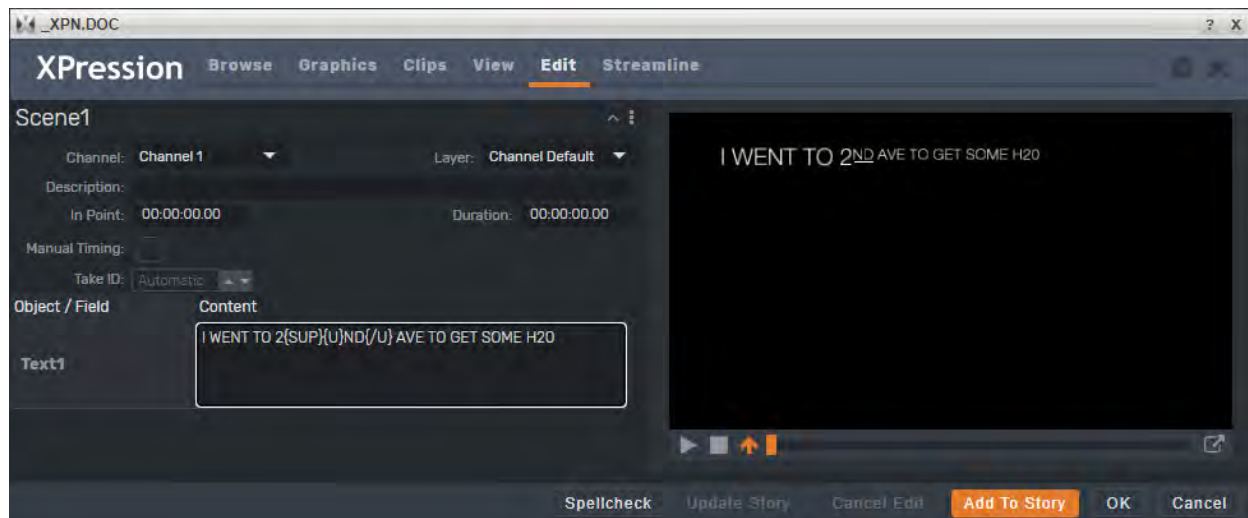 _XPN.DOC ? X
XPression Browse Graphics Clips View Edit Streamline
Scene1
Channel: Channel 1 Layer: Channel Default
Description:
In Point: 00:00:00.00 Duration: 00:00:00.00
Manual Timing:
Take ID: Automatic
Object / Field Content
Text1 I WENT TO 2{SUP}{U}ND{/U} AVE TO GET SOME H20
I WENT TO 2ND AVE TO GET SOME H20
Spellcheck Update Story Cancel Edit Add To Story OK Cancel